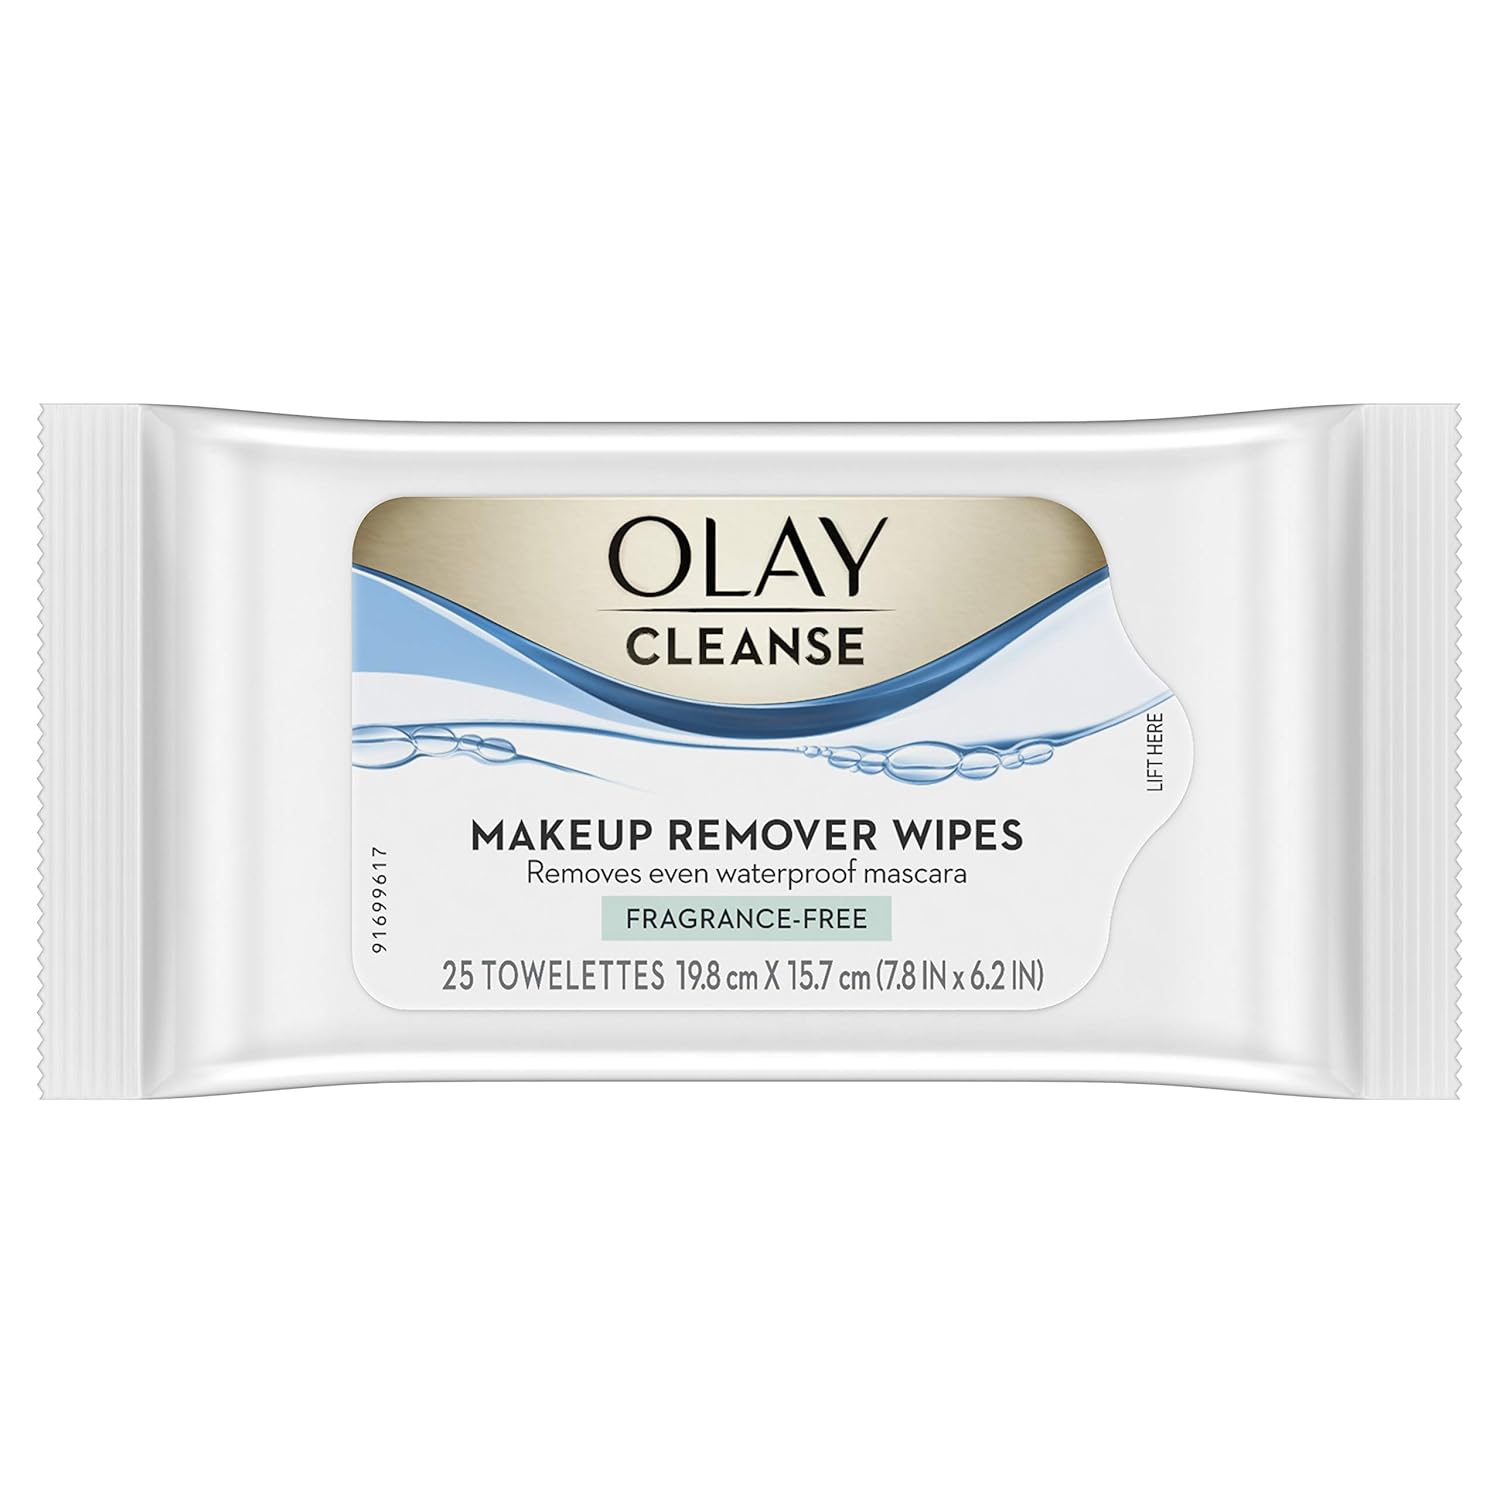 OLAY
CLEANSE
LIFT HERE
MAKEUP REMOVER WIPES
Removes even waterproof mascara
FRAGRANCE-FREE
91699617
25 TOWELETTES 19.8 cm X 15.7 cm (7.8 IN x 6.2 IN)